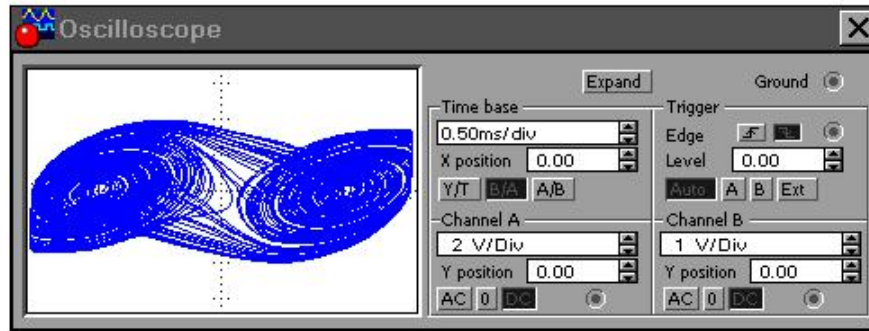 Oscilloscope
Expand
Ground
Time base
0.50ms/div
X position 0.00
Y/T B/A A/B
Trigger
Edge
Level 0.00
Auto A B Ext
Channel A
2 V/Div
Y position 0.00
AC 0 DC
Channel B
1 V/Div
Y position 0.00
AC 0 DC